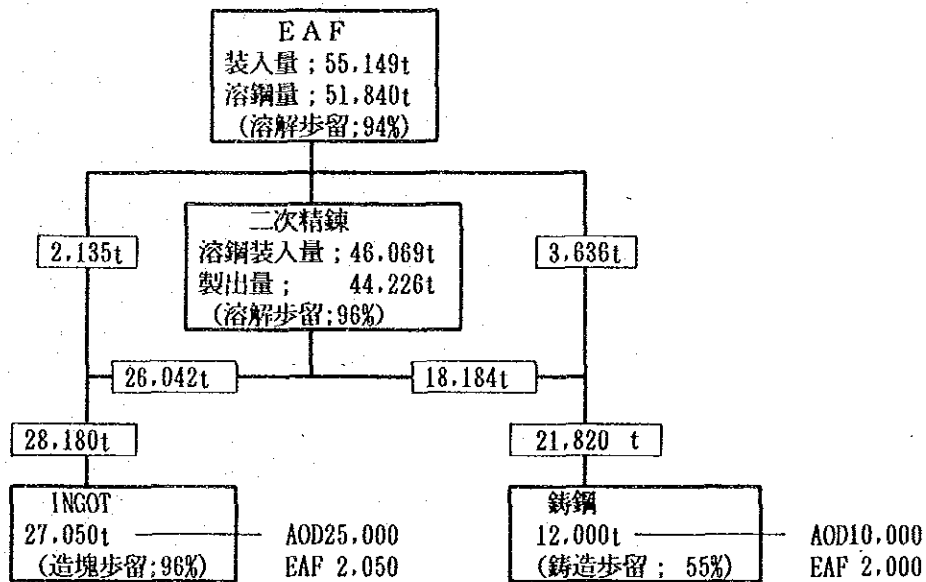 EAF
装入量;55,149t
溶鋼量;51,840t
(溶解歩留;94%)
二次精錬
溶鋼装入量;46,069t
製出量; 44,226t
(溶解歩留;96%)
2,135t
3,636t
26,042t
18,184t
28,180t
21,820 t
INGOT
27,050t
(造塊歩留;96%)
AOD25,000
EAF 2,050
鋳鋼
12,000t
(鋳造歩留; 55%)
AOD10,000
EAF 2,000